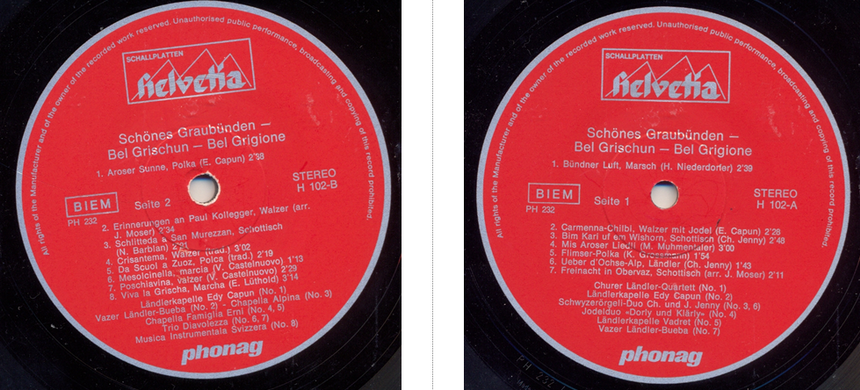 All rights of the Manufacturer and of the owner of the recorded work reserved. Unauthorised public performance, broadcasting and copying of this record prohibited.
SCHALLPLATTEN
Helvetia
Schönes Graubünden –
Bel Grischun – Bel Grigione
1. Aroser Sunne, Polka (E. Capun)
STEREO
H 102-B
BIEM
Seite 2
PH 232
2. Erinnerungen an Paul Kollegger, Walzer (arr.
J. Moser) 2'34
3. Schlitteda a San Murezzan, Schottisch
(N. Barblan) 2'21
4. Crisantema, Walzer (trad.) 3'02
5. Da Scuol a Zuoz, Polca (trad.) 2'19
6. Mesolcinella, marcia (V. Castelnuovo) 1'13
7. Poschiavina, valzer (V. Castelnuovo) 2'29
8. Viva la Grischa, Marcha (E. Lüthold) 3'14
Ländlerkapelle Edy Capun (No. 1)
Vazer Ländler-Bueba (No. 2) - Chapella Alpina (No. 3)
Chapella Famiglia Erni (No. 4, 5)
Trio Diavolezza (No. 6, 7)
Musica Instrumentala Svizzera (No. 8)
phonag
All rights of the Manufacturer and of the owner of the recorded work reserved. Unauthorised public performance, broadcasting and copying of this record prohibited.
SCHALLPLATTEN
Helvetia
Schönes Graubünden –
Bel Grischun – Bel Grigione
1. Bündner Luft, Marsch (H. Niederdorfer) 2'39
STEREO
H 102-A
BIEM
Seite 1
PH 232
2. Carmenna-Chilbi, Walzer mit Jodel (E. Capun) 2'28
3. Bim Karl uf em Wishorn, Schottisch (Ch. Jenny) 2'48
4. Mis Aroser Liedli (M. Muhmenthaler) 3'00
5. Flimser-Polka (K. Grossmann) 1'54
6. Ueber d'Ochse-Alp, Ländler (Ch. Jenny) 1'43
7. Freinacht in Obervaz, Schottisch (arr. J. Moser) 2'11
Churer Ländler-Quartett (No. 1)
Ländlerkapelle Edy Capun (No. 2)
Schwyzerörgeli-Duo Ch. und J. Jenny (No. 3, 6)
Jodelduo «Dorly und Klärly» (No. 4)
Ländlerkapelle Vadret (No. 5)
Vazer Ländler-Bueba (No. 7)
phonag